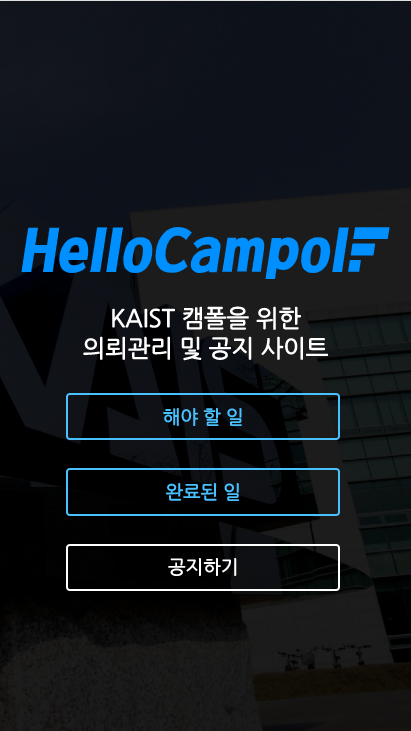 HelloCampol
KAIST 캠폴을 위한
의뢰관리 및 공지 사이트
해야 할 일
완료된 일
공지하기